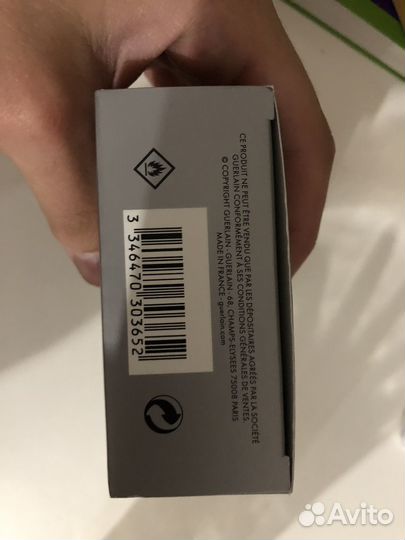 CE PRODUIT NE PEUT ÊTRE VENDU QUE PAR LES DÉPOSITAIRES AGRÉÉS PAR LA SOCIÉTÉ
GUERLAIN CONFORMÉMENT À SES CONDITIONS GÉNÉRALES DE VENTES.
© COPYRIGHT GUERLAIN - GUERLAIN - 68, CHAMPS-ELYSEES 75008 PARIS
MADE IN FRANCE - guerlain.com
3 346470 303652
Avito